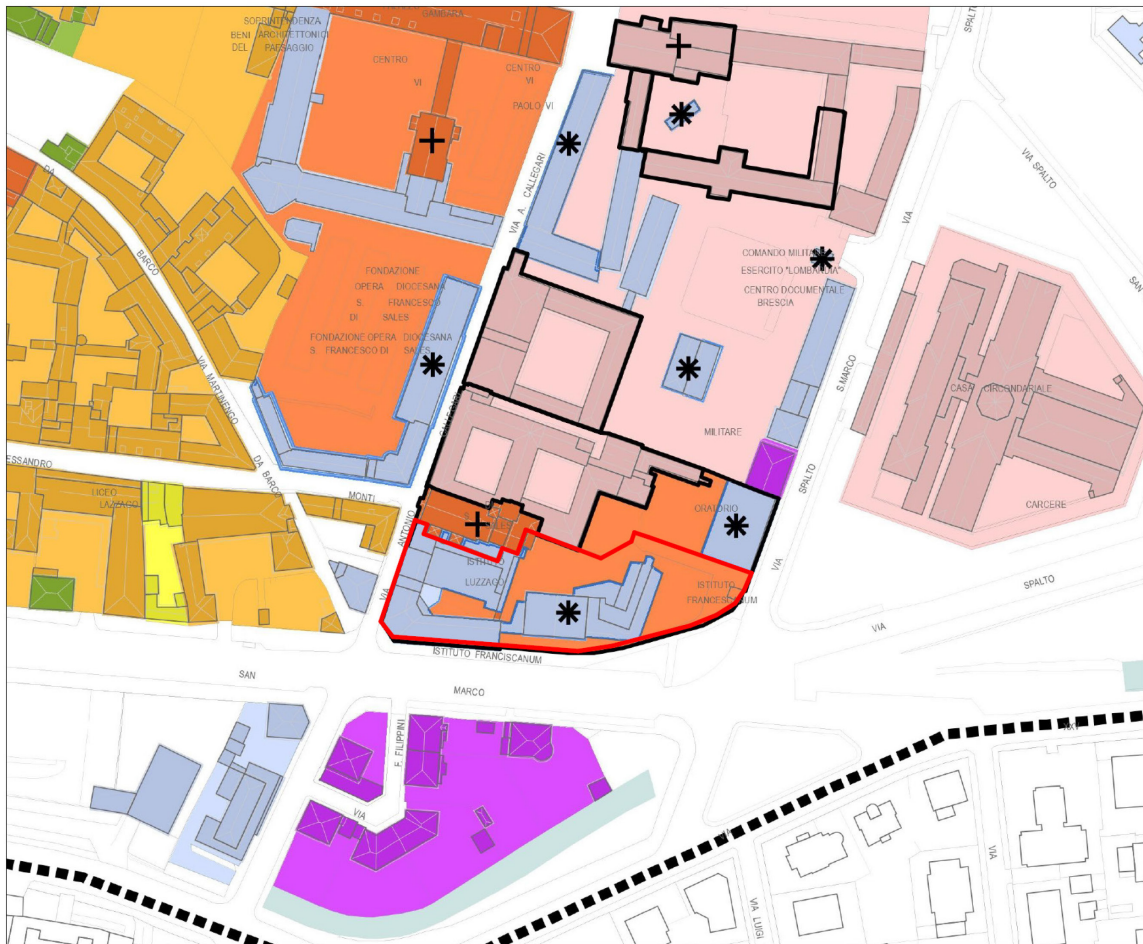 GAMBARA
SOPRINTENDENZA
BENI ARCHITETTONICI
DEL PAESAGGIO
CENTRO
VI
CENTRO
VI
PAOLO VI
SPALTO
VIA SPALTO
SAN
DA
BARCO
VIA A. CALLEGARI
VIA
COMANDO MILITARE
ESERCITO "LOMBARDIA"
CENTRO DOCUMENTALE
BRESCIA
FONDAZIONE
OPERA DIOCESANA
S. FRANCESCO
DI SALES
FONDAZIONE OPERA DIOCESANA
S FRANCESCO DI SALES
VIA MARTINENGO
DA BARCO
S.MARCO
CASA CIRCONDARIALE
MILITARE
CARCERE
ESSANDRO
MONTI
LICEO
ANTONIO
VIA
SPALTO
ORATORIO
ISTITUTO
LUZZAGO
ISTITUTO
FRANCESCANUM
VIA
SPALTO
VIA
ISTITUTO FRANCISCANUM
SAN
MARCO
F. FILIPPINI
VIA
XXV
VIA
VIA
VIA LUIGI